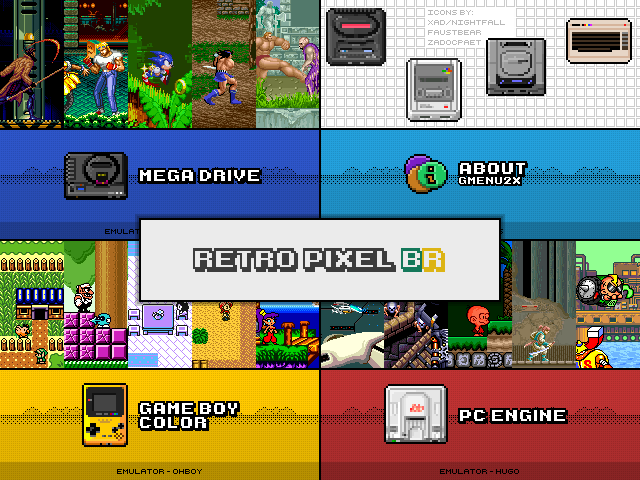 ICONS BY:
XAD/NIGHTFALL
FAUSTBEAR
ZADOCPAET
MEGA DRIVE
ABOUT
GMENU2X
EMULAT
RETRO PIXEL BR
GAME BOY
COLOR
PC ENGINE
EMULATOR - OHBOY
EMULATOR - HUGO